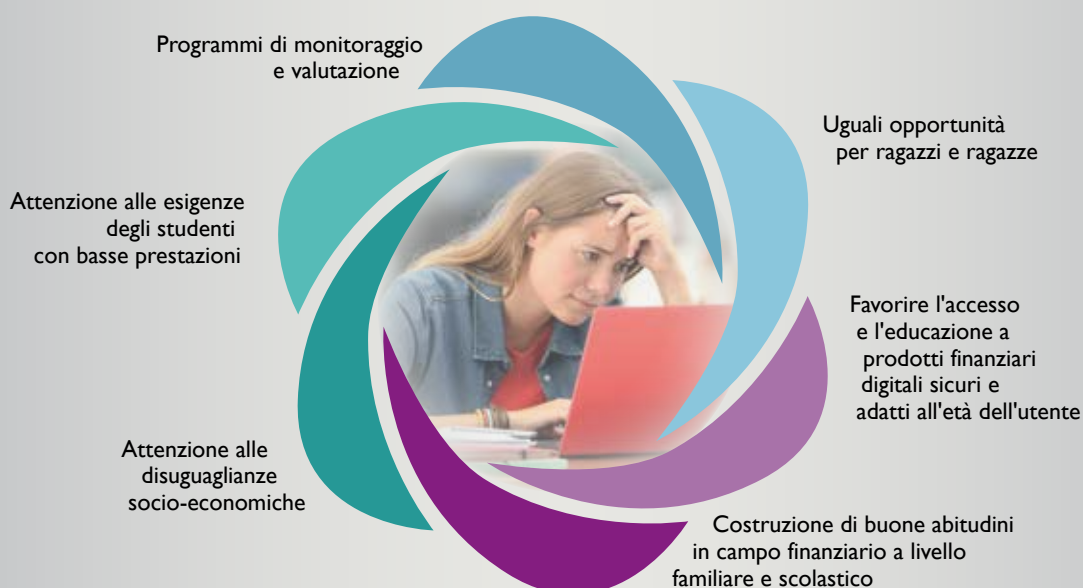 Programmi di monitoraggio
e valutazione
Uguali opportunità
per ragazzi e ragazze
Attenzione alle esigenze
degli studenti
con basse prestazioni
Favorire l'accesso
e l'educazione a
prodotti finanziari
digitali sicuri e
adatti all'età dell'utente
Attenzione alle
disuguaglianze
socio-economiche
Costruzione di buone abitudini
in campo finanziario a livello
familiare e scolastico